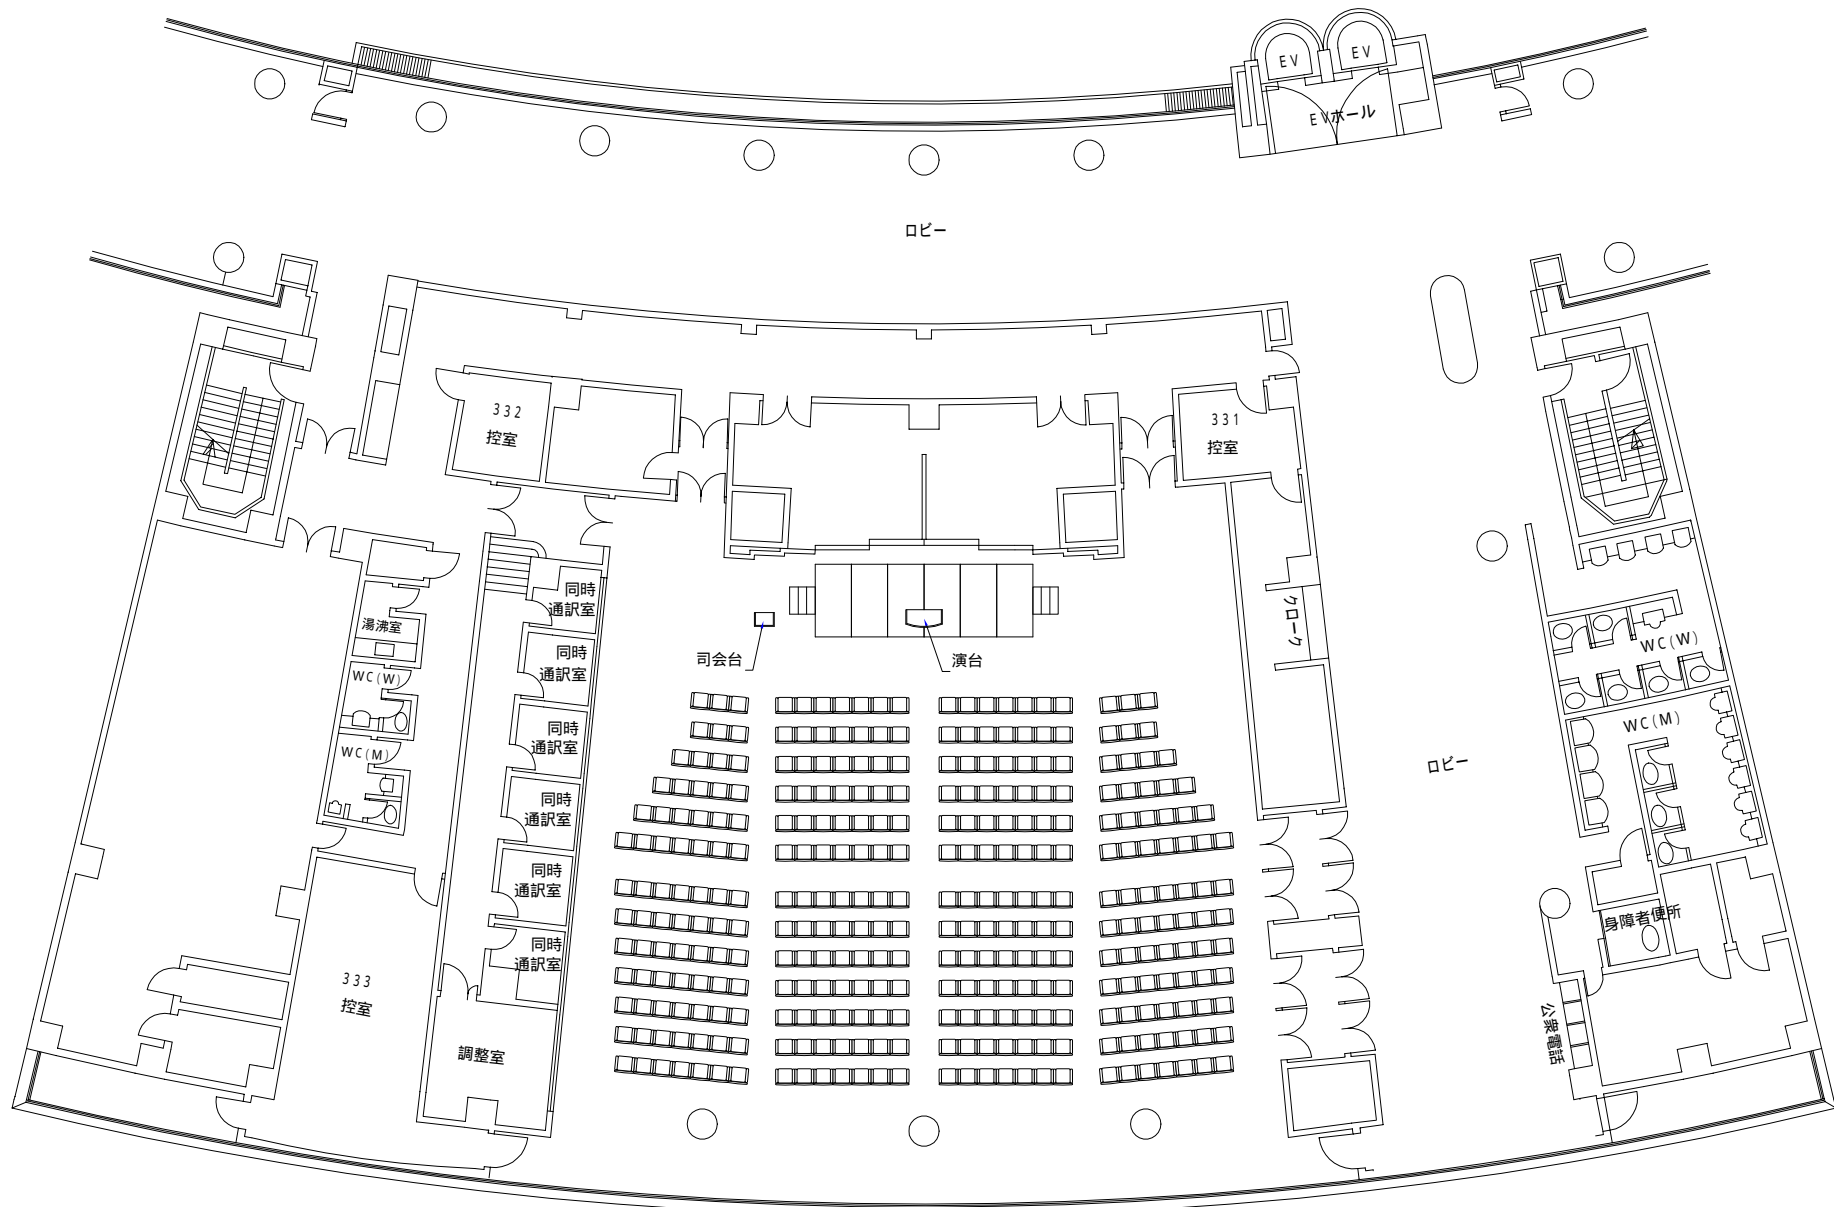 EV
EV
EVホール
ロビー
332
控室
331
控室
同時
通訳室
クローク
湯沸室
司会台
演台
同時
通訳室
WC(W)
WC(W)
同時
通訳室
WC(M)
WC(M)
ロビー
同時
通訳室
同時
通訳室
身障者便所
同時
通訳室
333
控室
公衆電話
調整室